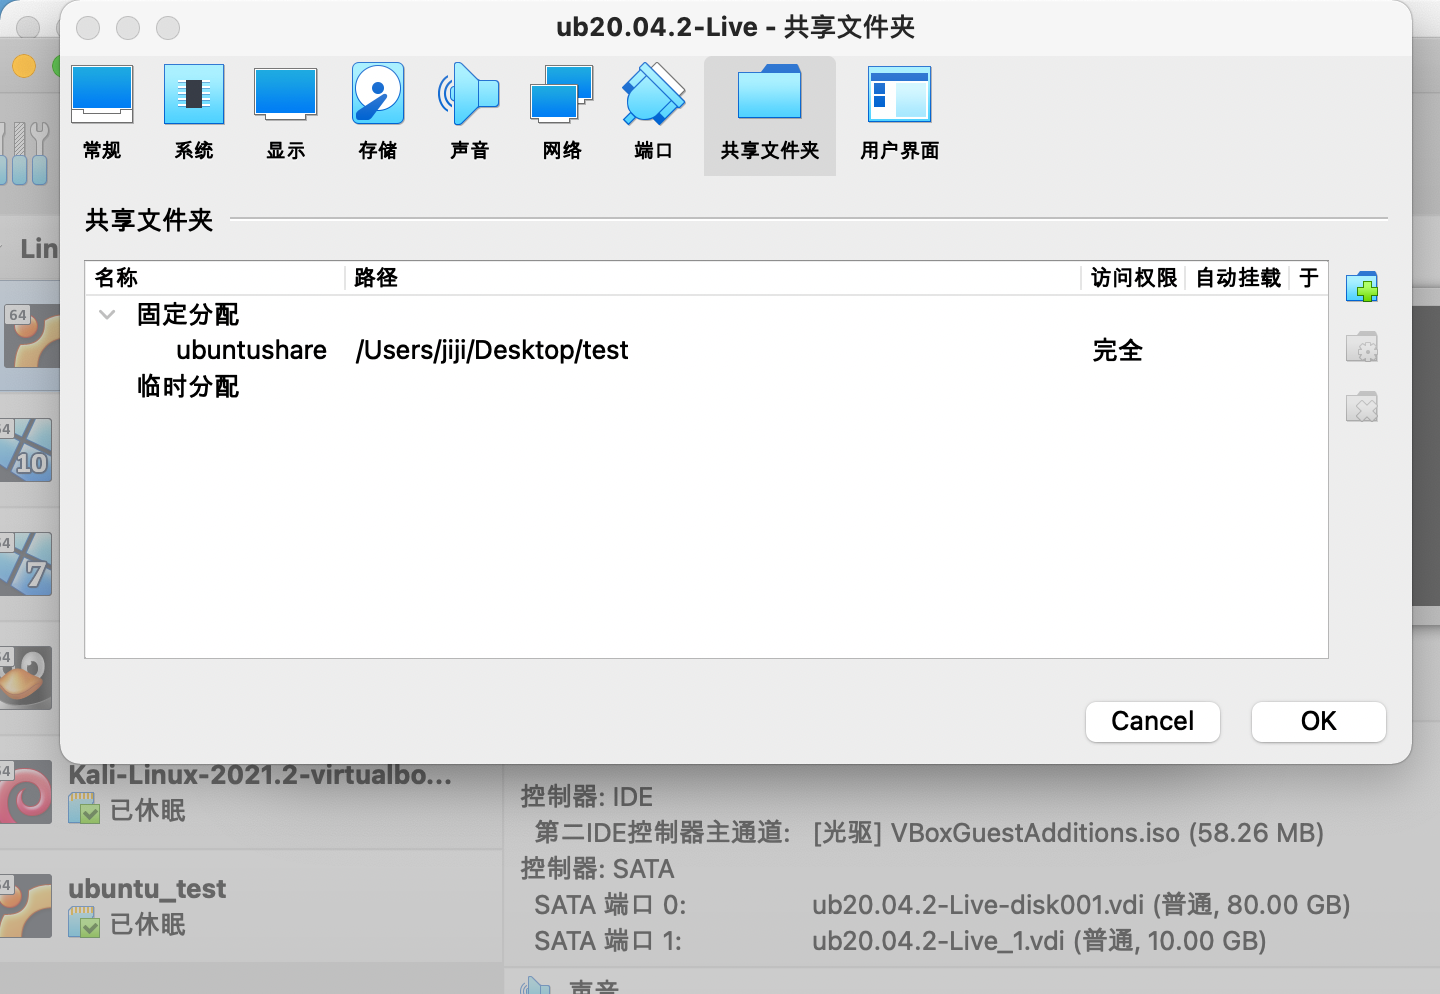 ub20.04.2-Live - 共享文件夹
常规 系统 显示 存储 声音 网络 端口 共享文件夹 用户界面
共享文件夹
名称 路径 访问权限 自动挂载 于
固定分配
ubuntushare /Users/jiji/Desktop/test 完全
临时分配
Cancel OK
Lin
64
64
10
64
7
64
64
Kali-Linux-2021.2-virtualbo...
已休眠
64
ubuntu_test
已休眠
控制器: IDE
第二IDE控制器主通道: [光驱] VBoxGuestAdditions.iso (58.26 MB)
控制器: SATA
SATA 端口 0: ub20.04.2-Live-disk001.vdi (普通, 80.00 GB)
SATA 端口 1: ub20.04.2-Live_1.vdi (普通, 10.00 GB)
声音